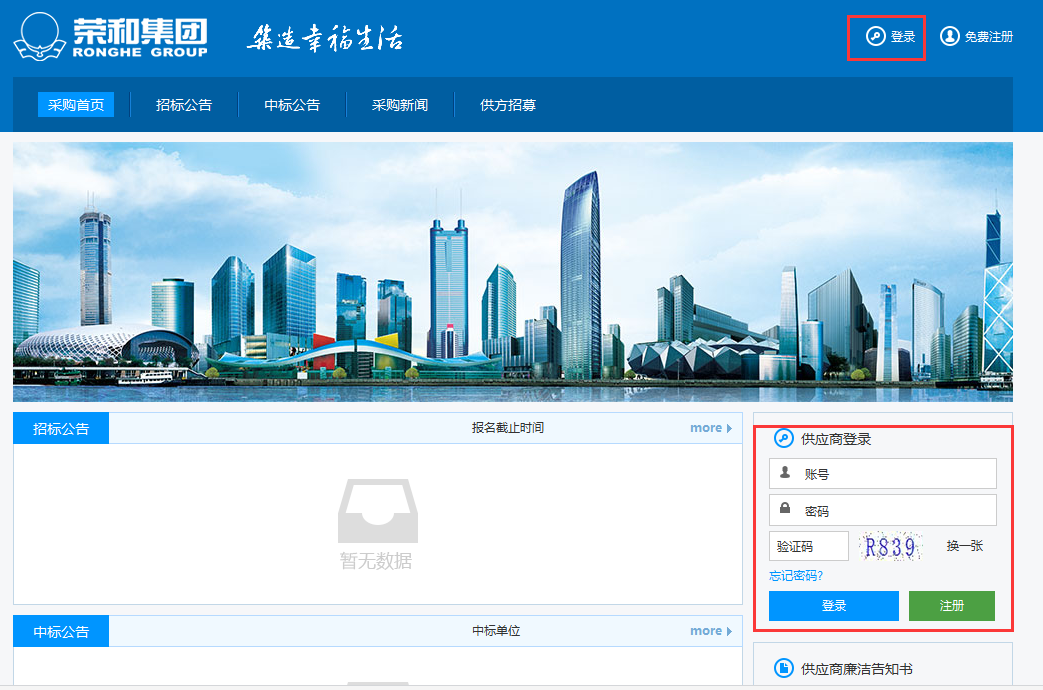 荣和集团
RONGHE GROUP
集造幸福生活
登录
免费注册
采购首页
招标公告
中标公告
采购新闻
供方招募
招标公告
报名截止时间
more
暂无数据
供应商登录
账号
密码
验证码
R839
换一张
忘记密码?
登录
注册
中标公告
中标单位
more
供应商廉洁告知书